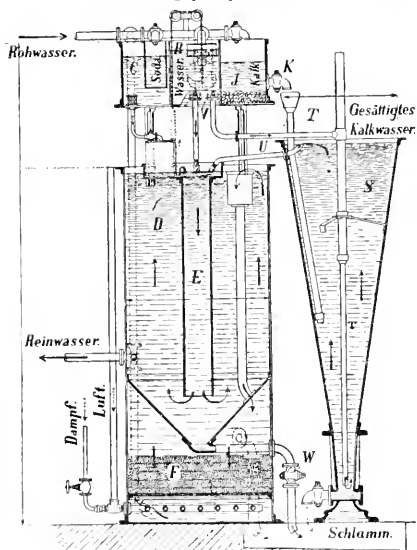 Rohwasser.
C
Soda
R
Wasser.
J
Kalk
K
V
T
Gesättigtes
Kalkwasser.
U
S
D
E
Reinwasser.
Dampf.
Luft.
F
W
Schlamm.